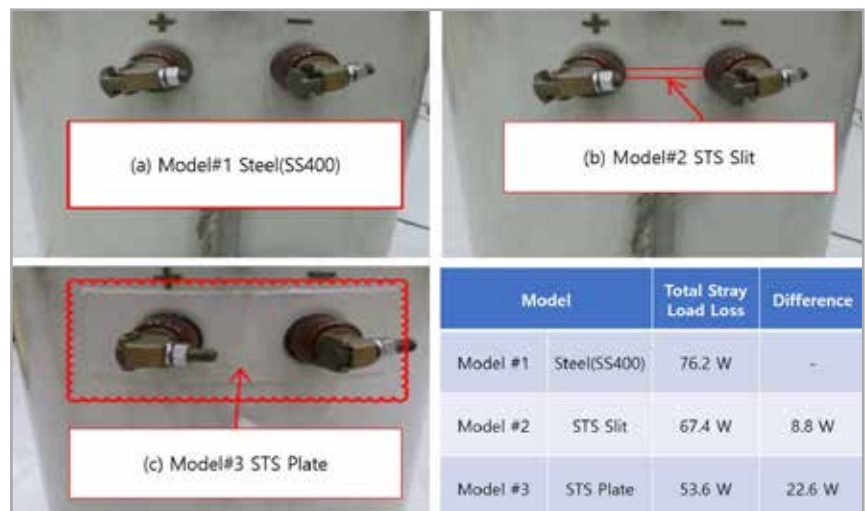 + −
(a) Model#1 Steel(SS400)
+ −
(b) Model#2 STS Slit
+ −
(c) Model#3 STS Plate
Model Total Stray Load Loss Difference
Model #1 Steel(SS400) 76.2 W -
Model #2 STS Slit 67.4 W 8.8 W
Model #3 STS Plate 53.6 W 22.6 W